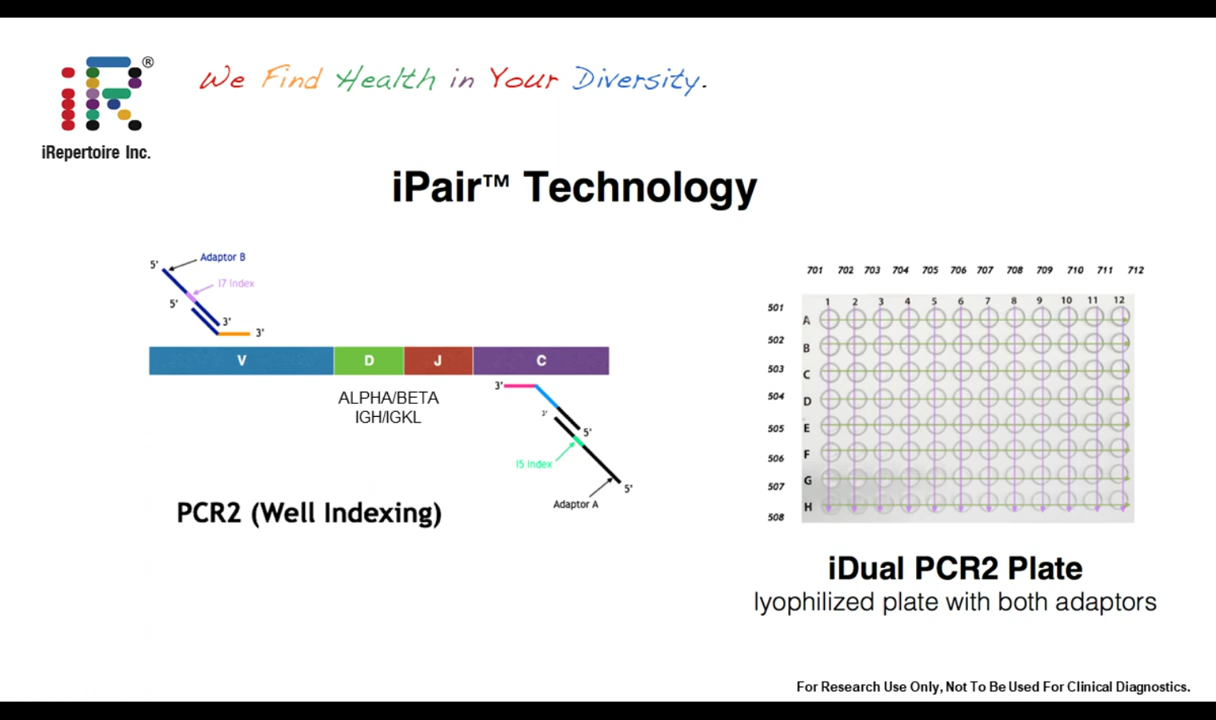 iR®
iRepertoire Inc.
We Find Health in Your Diversity.
iPair™ Technology
5'
Adaptor B
I7 Index
5'
3'
3'
V D J C
ALPHA/BETA
IGH/IGKL
3'
3'
5'
I5 Index
5'
Adaptor A
PCR2 (Well Indexing)
701 702 703 704 705 706 707 708 709 710 711 712
1 2 3 4 5 6 7 8 9 10 11 12
501
A
502
B
503
C
504
D
505
E
506
F
507
G
508
H
iDual PCR2 Plate
lyophilized plate with both adaptors
For Research Use Only, Not To Be Used For Clinical Diagnostics.